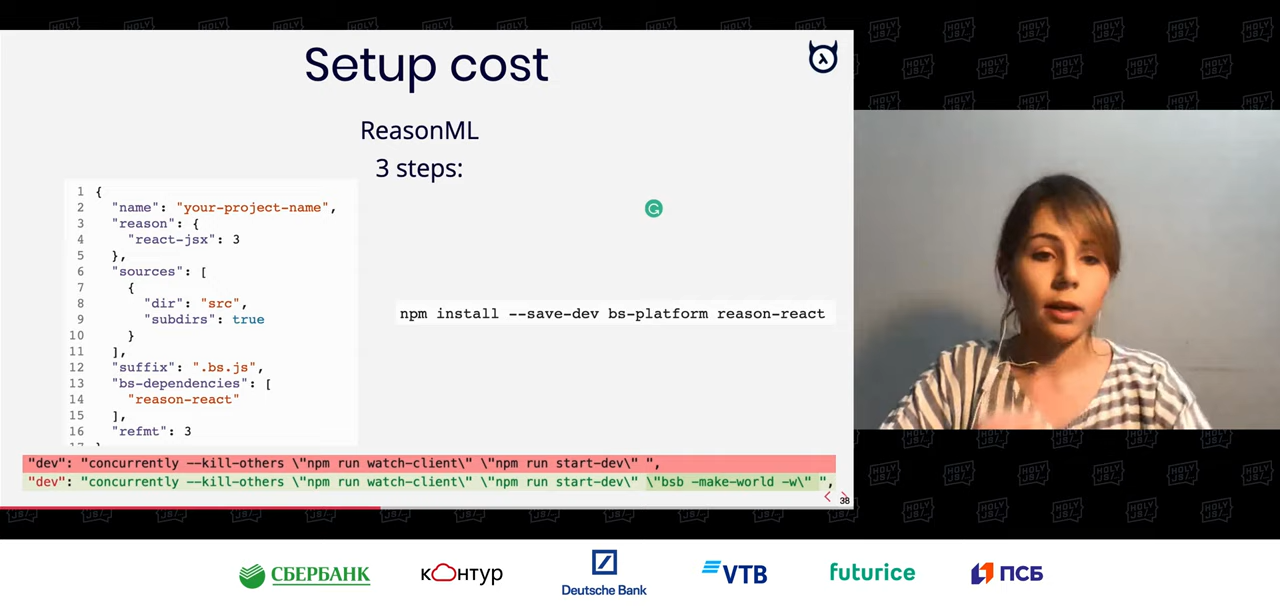 Setup cost
ReasonML
3 steps:
1 {
2 "name": "your-project-name",
3 "reason": {
4 "react-jsx": 3
5 },
6 "sources": [
7 {
8 "dir": "src",
9 "subdirs": true
10 }
11 ],
12 "suffix": ".bs.js",
13 "bs-dependencies": [
14 "reason-react"
15 ],
16 "refmt": 3
npm install --save-dev bs-platform reason-react
"dev": "concurrently --kill-others \"npm run watch-client\" \"npm run start-dev\" ",
"dev": "concurrently --kill-others \"npm run watch-client\" \"npm run start-dev\" \"bsb -make-world -w\" ",
38
HOLY
JS/
СБЕРБАНК
кОНТУР
Deutsche Bank
VTB
futurice
ПСБ